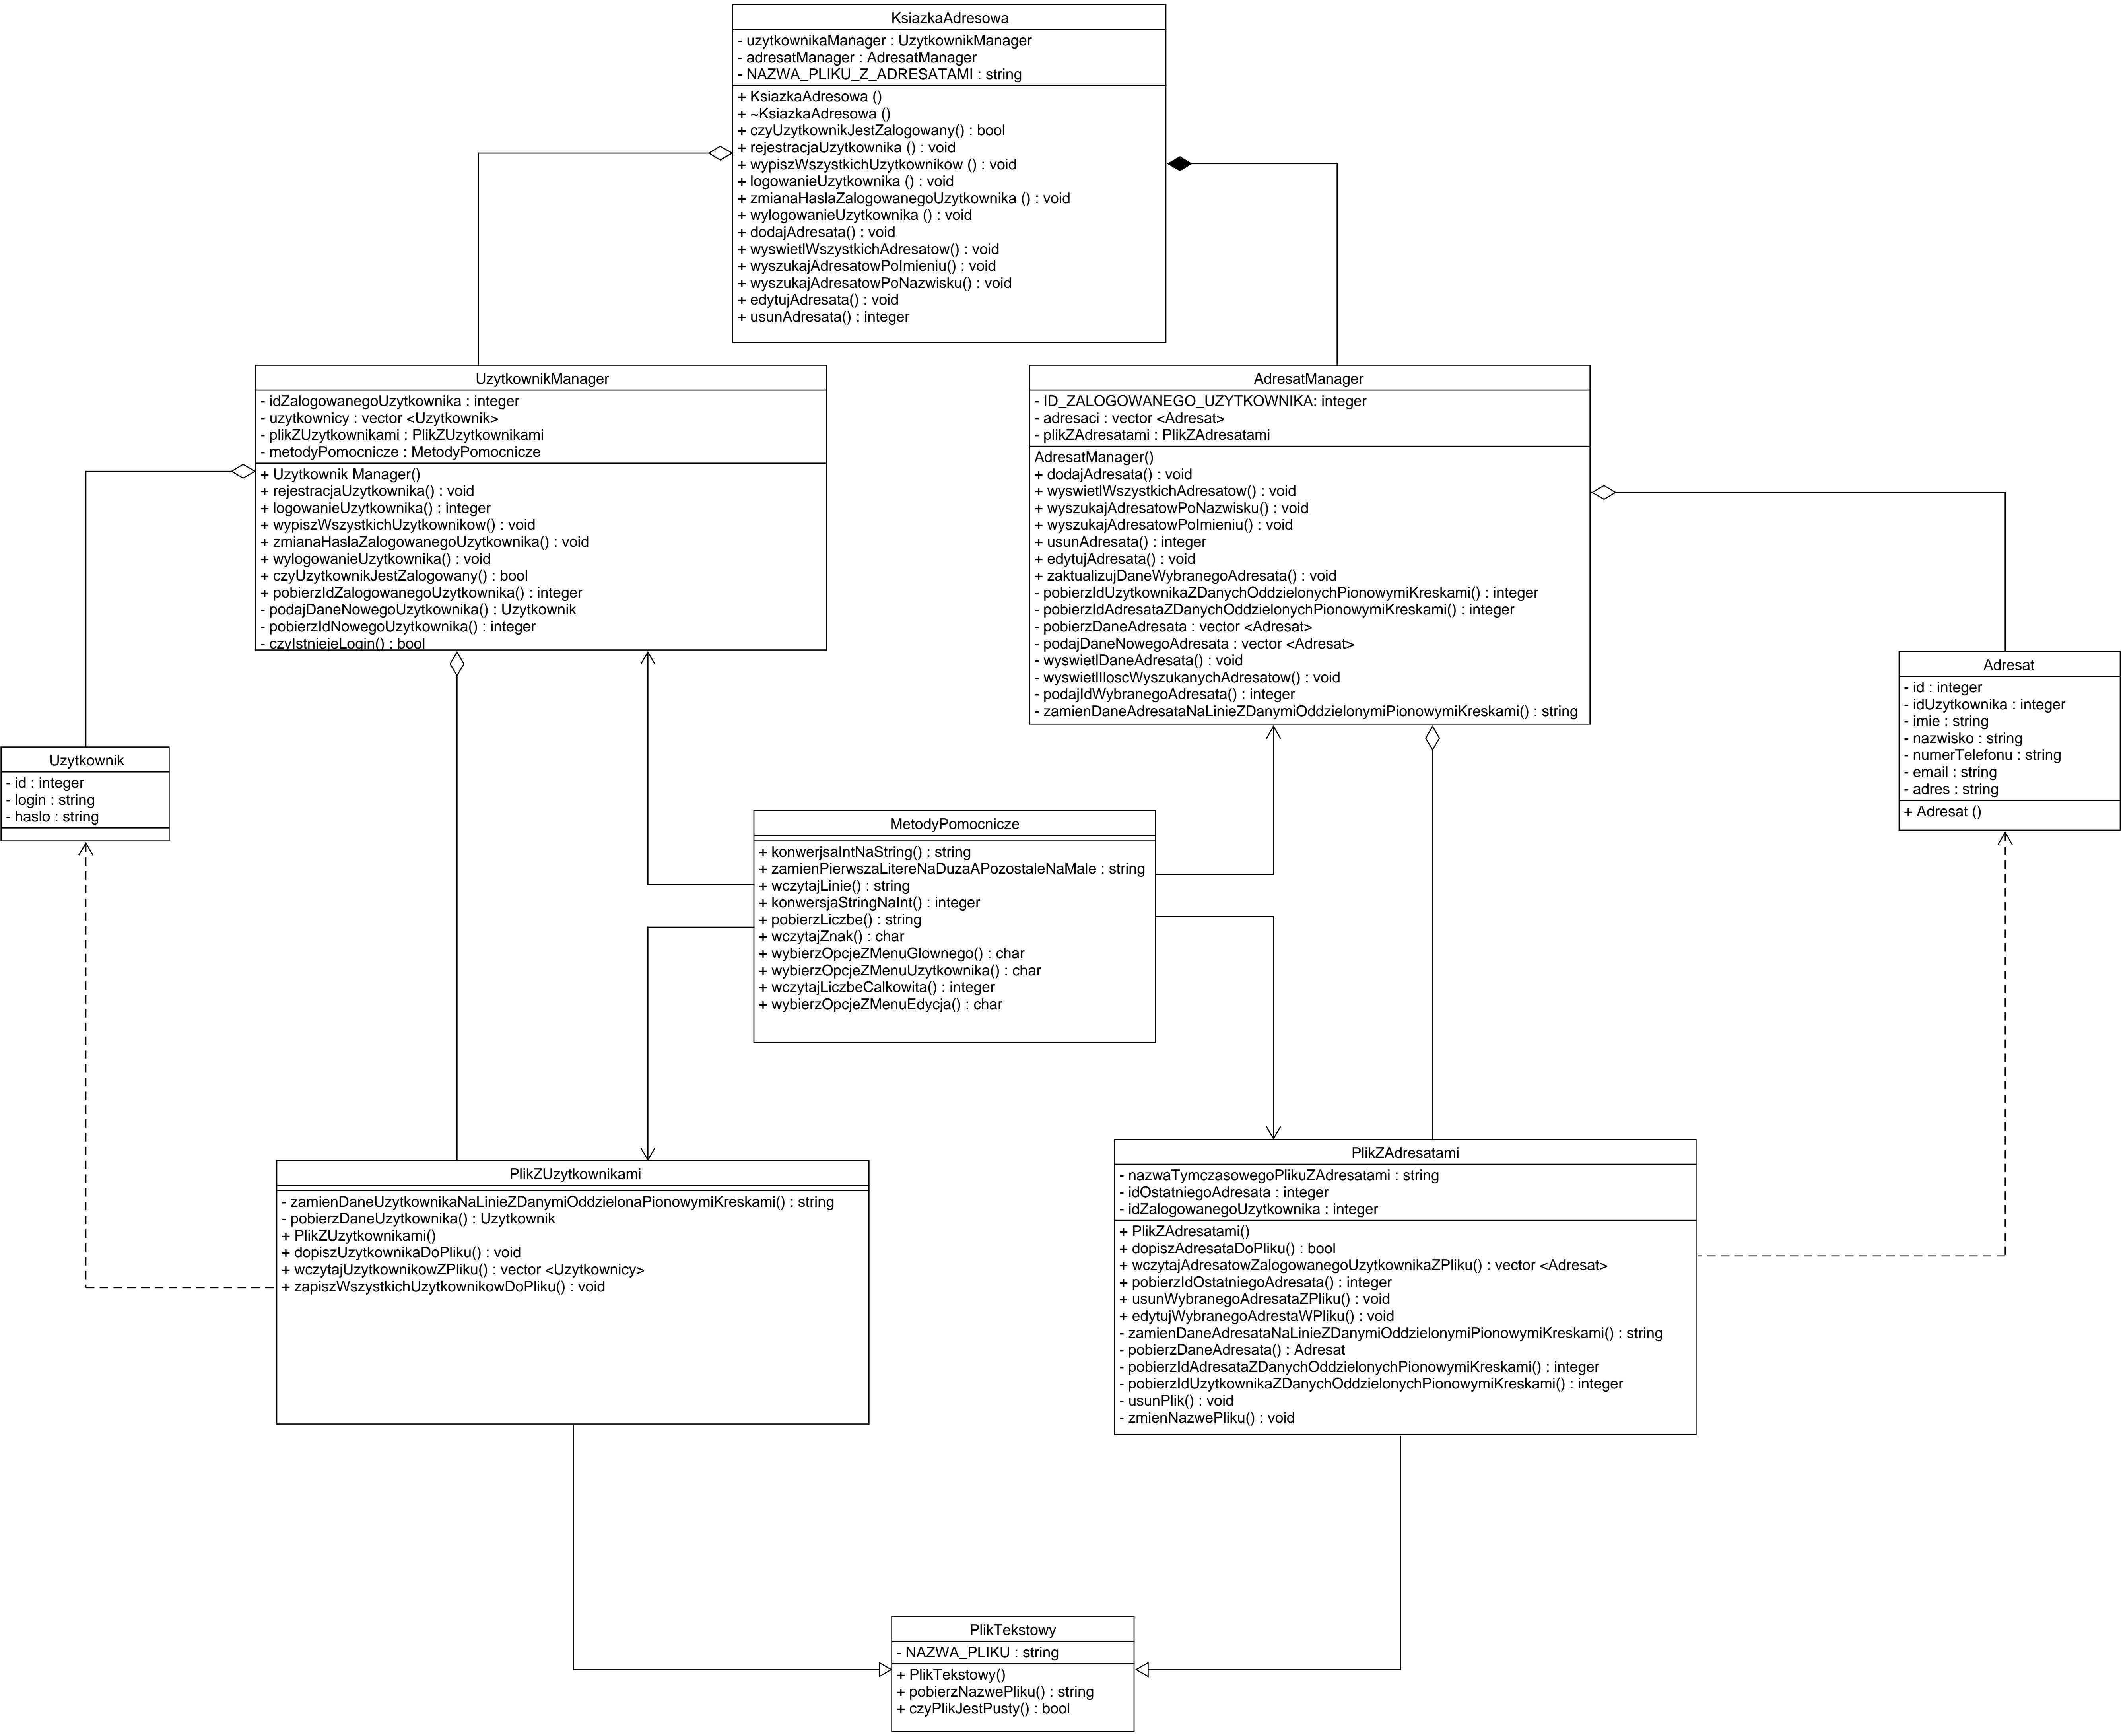 KsiazkaAdresowa
- uzytkownikaManager : UzytkownikManager
- adresatManager : AdresatManager
- NAZWA_PLIKU_Z_ADRESATAMI : string
+ KsiazkaAdresowa ()
+ ~KsiazkaAdresowa ()
+ czyUzytkownikJestZalogowany() : bool
+ rejestracjaUzytkownika () : void
+ wypiszWszystkichUzytkownikow () : void
+ logowanieUzytkownika () : void
+ zmianaHaslaZalogowanegoUzytkownika () : void
+ wylogowanieUzytkownika () : void
+ dodajAdresata() : void
+ wyswietlWszystkichAdresatow() : void
+ wyszukajAdresatowPoImieniu() : void
+ wyszukajAdresatowPoNazwisku() : void
+ edytujAdresata() : void
+ usunAdresata() : integer
UzytkownikManager
- idZalogowanegoUzytkownika : integer
- uzytkownicy : vector <Uzytkownik>
- plikZUzytkownikami : PlikZUzytkownikami
- metodyPomocnicze : MetodyPomocnicze
+ Uzytkownik Manager()
+ rejestracjaUzytkownika() : void
+ logowanieUzytkownika() : integer
+ wypiszWszystkichUzytkownikow() : void
+ zmianaHaslaZalogowanegoUzytkownika() : void
+ wylogowanieUzytkownika() : void
+ czyUzytkownikJestZalogowany() : bool
+ pobierzIdZalogowanegoUzytkownika() : integer
- podajDaneNowegoUzytkownika() : Uzytkownik
- pobierzIdNowegoUzytkownika() : integer
- czyIstniejeLogin() : bool
AdresatManager
- ID_ZALOGOWANEGO_UZYTKOWNIKA: integer
- adresaci : vector <Adresat>
- plikZAdresatami : PlikZAdresatami
AdresatManager()
+ dodajAdresata() : void
+ wyswietlWszystkichAdresatow() : void
+ wyszukajAdresatowPoNazwisku() : void
+ wyszukajAdresatowPoImieniu() : void
+ usunAdresata() : integer
+ edytujAdresata() : void
+ zaktualizujDaneWybranegoAdresata() : void
- pobierzIdUzytkownikaZDanychOddzielonychPionowymiKreskami() : integer
- pobierzIdAdresataZDanychOddzielonychPionowymiKreskami() : integer
- pobierzDaneAdresata : vector <Adresat>
- podajDaneNowegoAdresata : vector <Adresat>
- wyswietlDaneAdresata() : void
- wyswietlIloscWyszukanychAdresatow() : void
- podajIdWybranegoAdresata() : integer
- zamienDaneAdresataNaLinieZDanymiOddzielonymiPionowymiKreskami() : string
Adresat
- id : integer
- idUzytkownika : integer
- imie : string
- nazwisko : string
- numerTelefonu : string
- email : string
- adres : string
+ Adresat ()
Uzytkownik
- id : integer
- login : string
- haslo : string
MetodyPomocnicze
+ konwerjsaIntNaString() : string
+ zamienPierwszaLitereNaDuzaAPozostaleNaMale : string
+ wczytajLinie() : string
+ konwersjaStringNaInt() : integer
+ pobierzLiczbe() : string
+ wczytajZnak() : char
+ wybierzOpcjeZMenuGlownego() : char
+ wybierzOpcjeZMenuUzytkownika() : char
+ wczytajLiczbeCalkowita() : integer
+ wybierzOpcjeZMenuEdycja() : char
PlikZUzytkownikami
- zamienDaneUzytkownikaNaLinieZDanymiOddzielonaPionowymiKreskami() : string
- pobierzDaneUzytkownika() : Uzytkownik
+ PlikZUzytkownikami()
+ dopiszUzytkownikaDoPliku() : void
+ wczytajUzytkownikowZPliku() : vector <Uzytkownicy>
+ zapiszWszystkichUzytkownikowDoPliku() : void
PlikZAdresatami
- nazwaTymczasowegoPlikuZAdresatami : string
- idOstatniegoAdresata : integer
- idZalogowanegoUzytkownika : integer
+ PlikZAdresatami()
+ dopiszAdresataDoPliku() : bool
+ wczytajAdresatowZalogowanegoUzytkownikaZPliku() : vector <Adresat>
+ pobierzIdOstatniegoAdresata() : integer
+ usunWybranegoAdresataZPliku() : void
+ edytujWybranegoAdrestaWPliku() : void
- zamienDaneAdresataNaLinieZDanymiOddzielonymiPionowymiKreskami() : string
- pobierzDaneAdresata() : Adresat
- pobierzIdAdresataZDanychOddzielonychPionowymiKreskami() : integer
- pobierzIdUzytkownikaZDanychOddzielonychPionowymiKreskami() : integer
- usunPlik() : void
- zmienNazwePliku() : void
PlikTekstowy
- NAZWA_PLIKU : string
+ PlikTekstowy()
+ pobierzNazwePliku() : string
+ czyPlikJestPusty() : bool